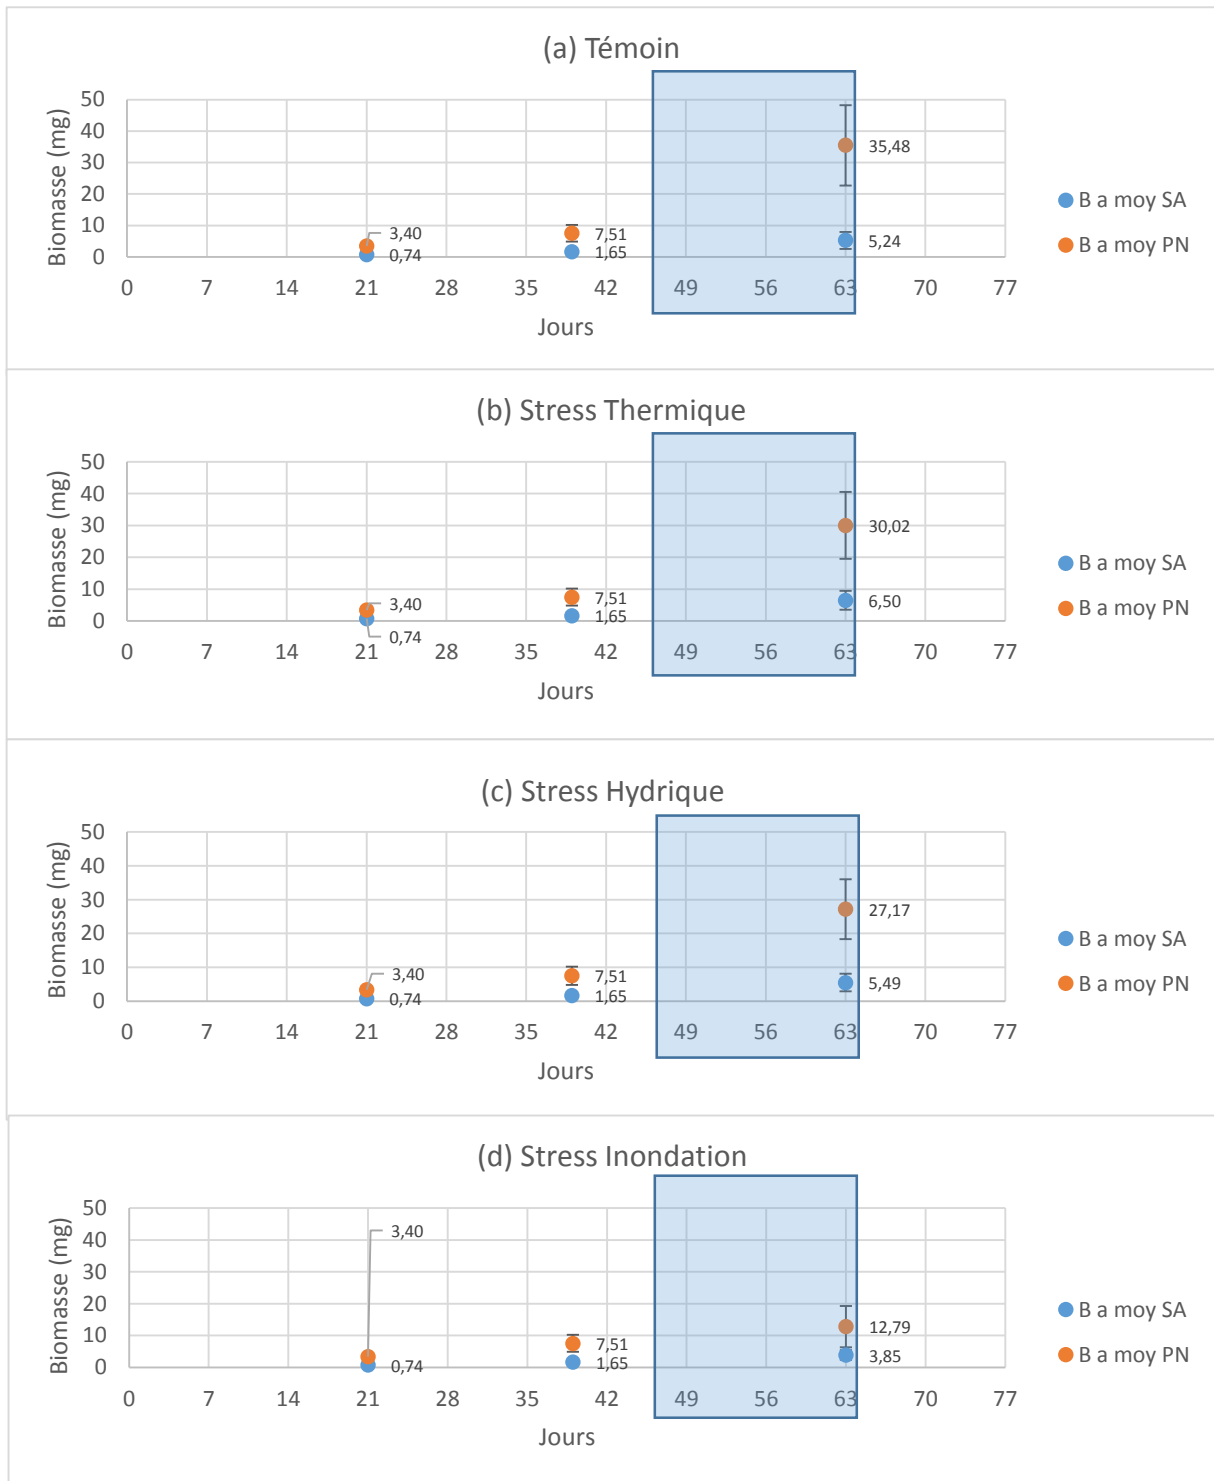 (a) Témoin
Biomasse (mg)
50
40
30
20
10
0
35,48
3,40
7,51
5,24
0,74
1,65
0 7 14 21 28 35 42 49 56 63 70 77
Jours
B a moy SA
B a moy PN
(b) Stress Thermique
Biomasse (mg)
50
40
30
20
10
0
30,02
3,40
7,51
6,50
1,65
0,74
0 7 14 21 28 35 42 49 56 63 70 77
Jours
B a moy SA
B a moy PN
(c) Stress Hydrique
Biomasse (mg)
50
40
30
20
10
0
27,17
3,40
7,51
5,49
0,74
1,65
0 7 14 21 28 35 42 49 56 63 70 77
Jours
B a moy SA
B a moy PN
(d) Stress Inondation
Biomasse (mg)
50
40
30
20
10
0
3,40
12,79
7,51
3,85
0,74
1,65
0 7 14 21 28 35 42 49 56 63 70 77
Jours
B a moy SA
B a moy PN